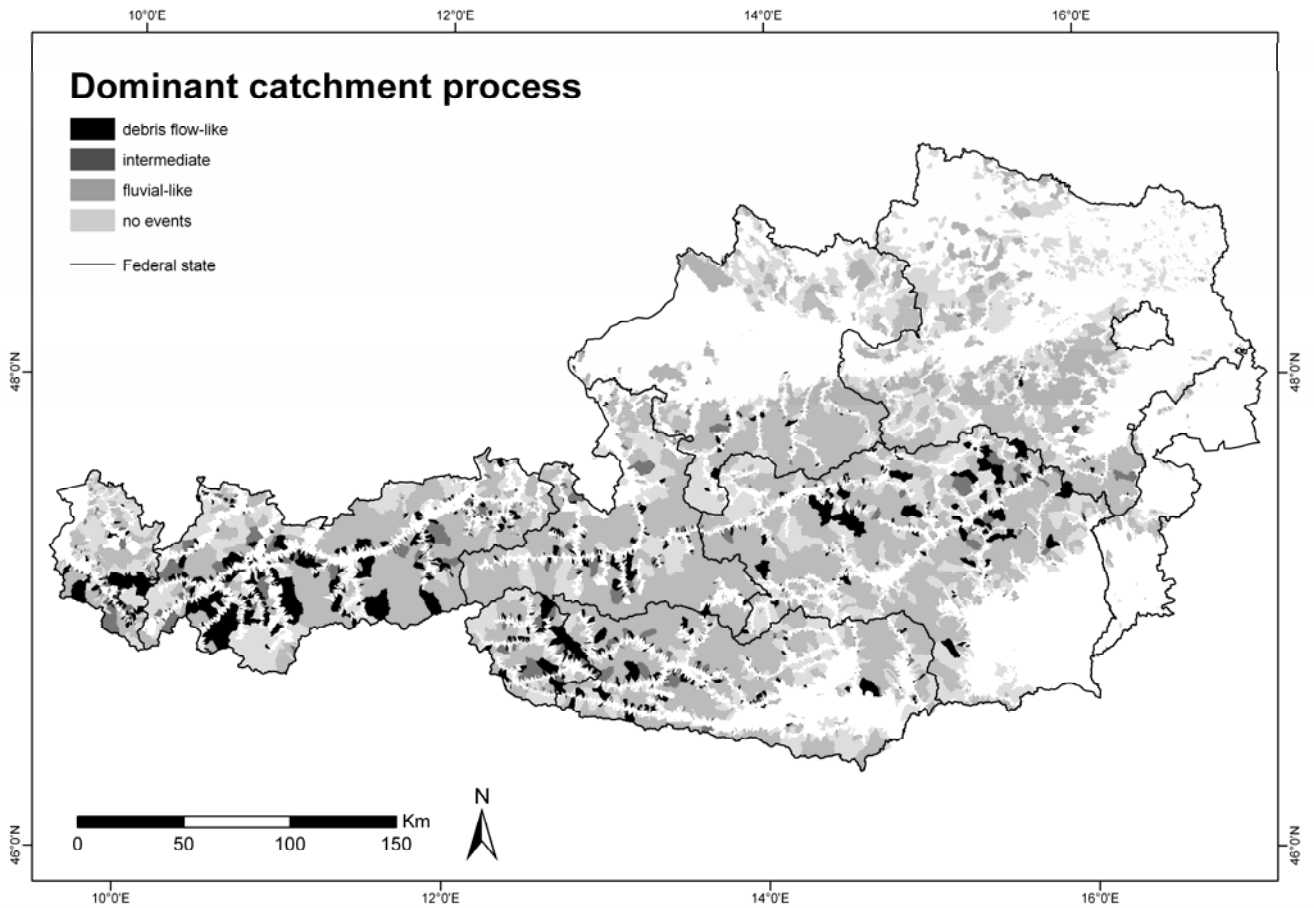 10°0'E 12°0'E 14°0'E 16°0'E
Dominant catchment process
debris flow-like
intermediate
fluvial-like
no events
Federal state
48°0'N 48°0'N
N
Km
0 50 100 150
46°0'N 46°0'N
10°0'E 12°0'E 14°0'E 16°0'E